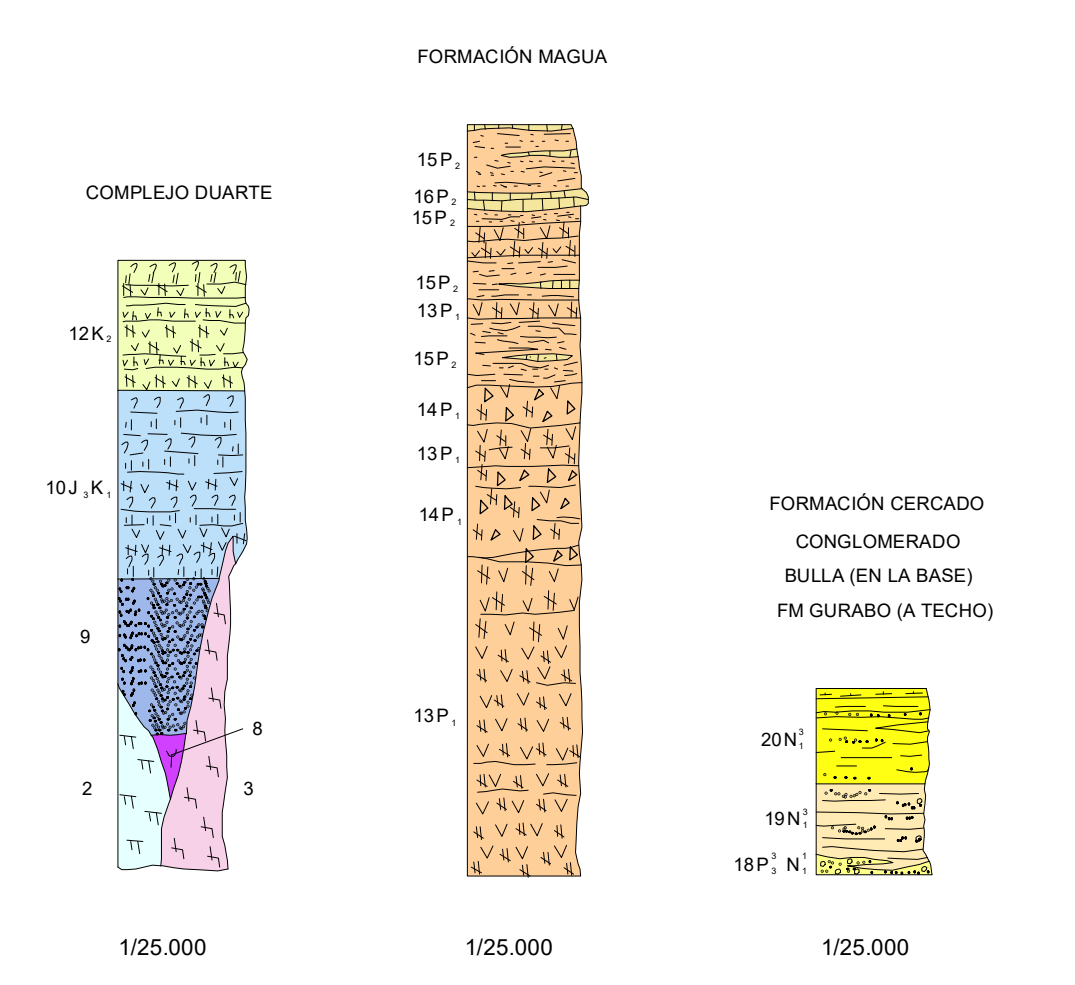 FORMACIÓN MAGUA
COMPLEJO DUARTE
12K₂
10J₃K₁
9
8
2
3
1/25.000
15P₂
16P₂
15P₂
15P₂
13P₁
15P₂
14P₁
13P₁
14P₁
13P₁
1/25.000
FORMACIÓN CERCADO
CONGLOMERADO
BULLA (EN LA BASE)
FM GURABO (A TECHO)
20N₁³
19N₁³
18P₃³ N₁¹
1/25.000